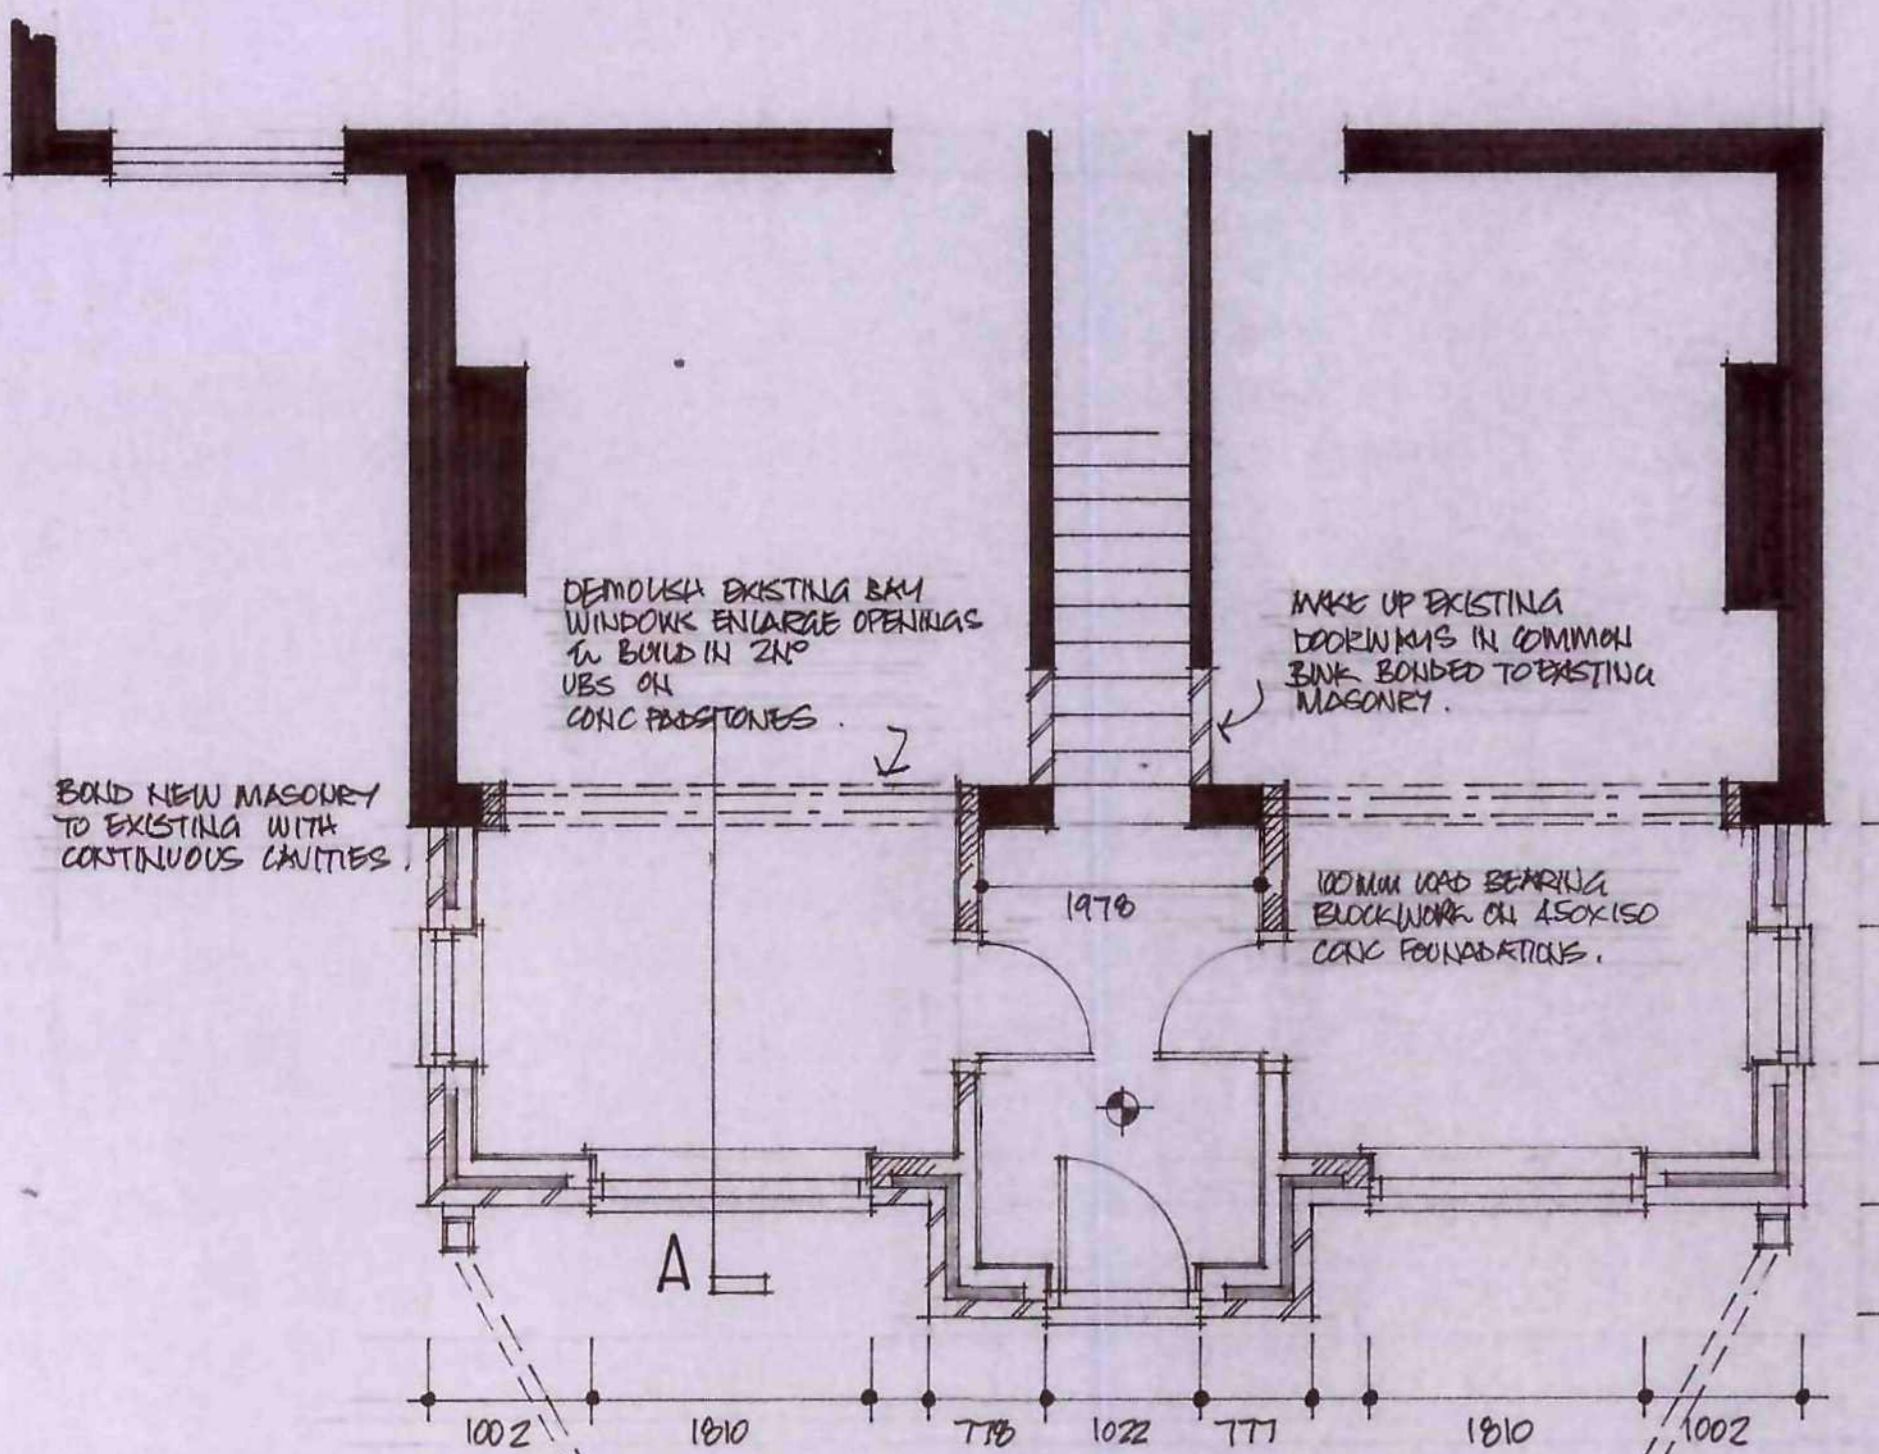 DEMOLISH EXISTING BAY
WINDOWS ENLARGE OPENINGS
& BUILD IN 2Nº
UBS ON
CONC PADSTONES.
MAKE UP EXISTING
DOORWAYS IN COMMON
BONDED TO EXISTING
MASONRY.
BOND NEW MASONRY
TO EXISTING WITH
CONTINUOUS CAVITIES.
1978
100MM LOAD BEARING
BLOCKWORK ON 450X150
CONC FOUNADATIONS.
A
1002 1810 778 1022 777 1810 1002